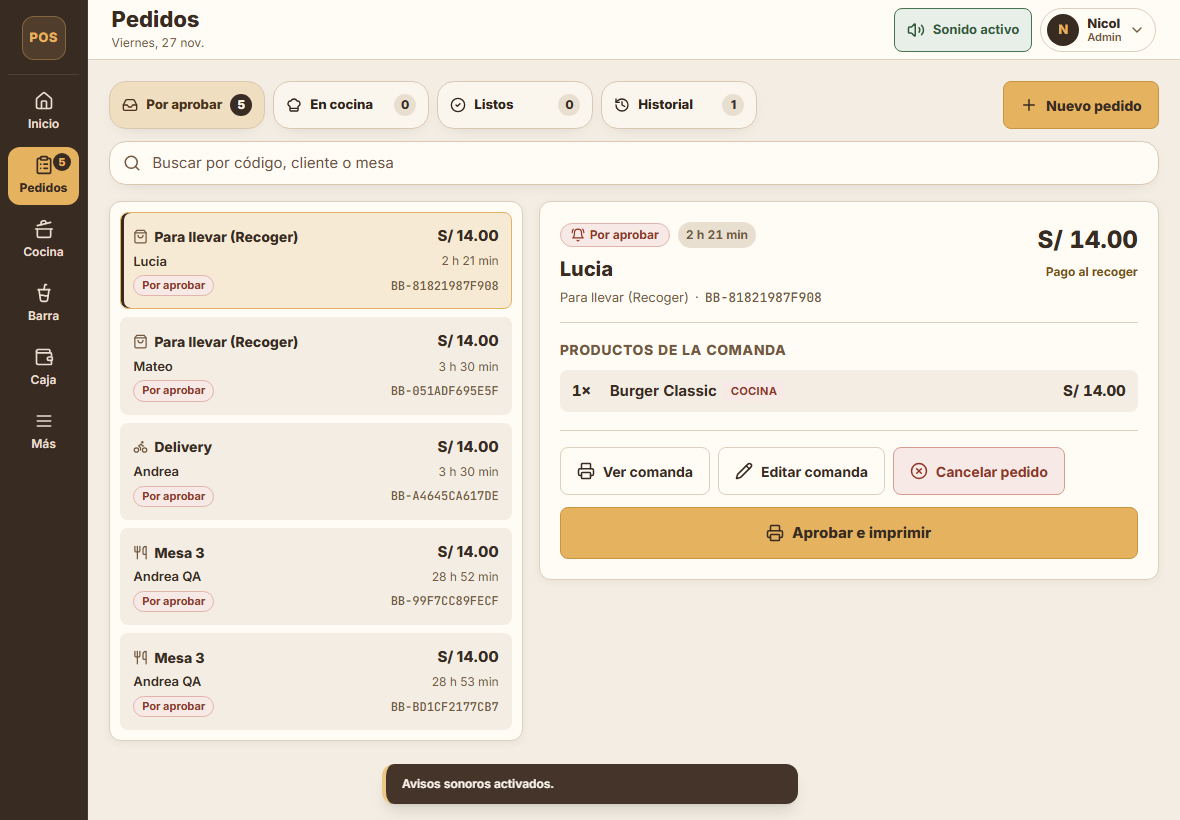 POS
Inicio
5
Pedidos
Cocina
Barra
Caja
Más
Pedidos
Viernes, 27 nov.
Sonido activo
N
Nicol
Admin
Por aprobar 5
En cocina 0
Listos 0
Historial 1
Nuevo pedido
Buscar por código, cliente o mesa
Para llevar (Recoger) S/ 14.00
Lucia 2 h 21 min
Por aprobar BB-81821987F908
Para llevar (Recoger) S/ 14.00
Mateo 3 h 30 min
Por aprobar BB-051ADF695E5F
Delivery S/ 14.00
Andrea 3 h 30 min
Por aprobar BB-A4645CA617DE
Mesa 3 S/ 14.00
Andrea QA 28 h 52 min
Por aprobar BB-99F7CC89FECF
Mesa 3 S/ 14.00
Andrea QA 28 h 53 min
Por aprobar BB-BD1CF2177CB7
Por aprobar 2 h 21 min
S/ 14.00
Lucia
Pago al recoger
Para llevar (Recoger) · BB-81821987F908
PRODUCTOS DE LA COMANDA
1× Burger Classic COCINA S/ 14.00
Ver comanda
Editar comanda
Cancelar pedido
Aprobar e imprimir
Avisos sonoros activados.